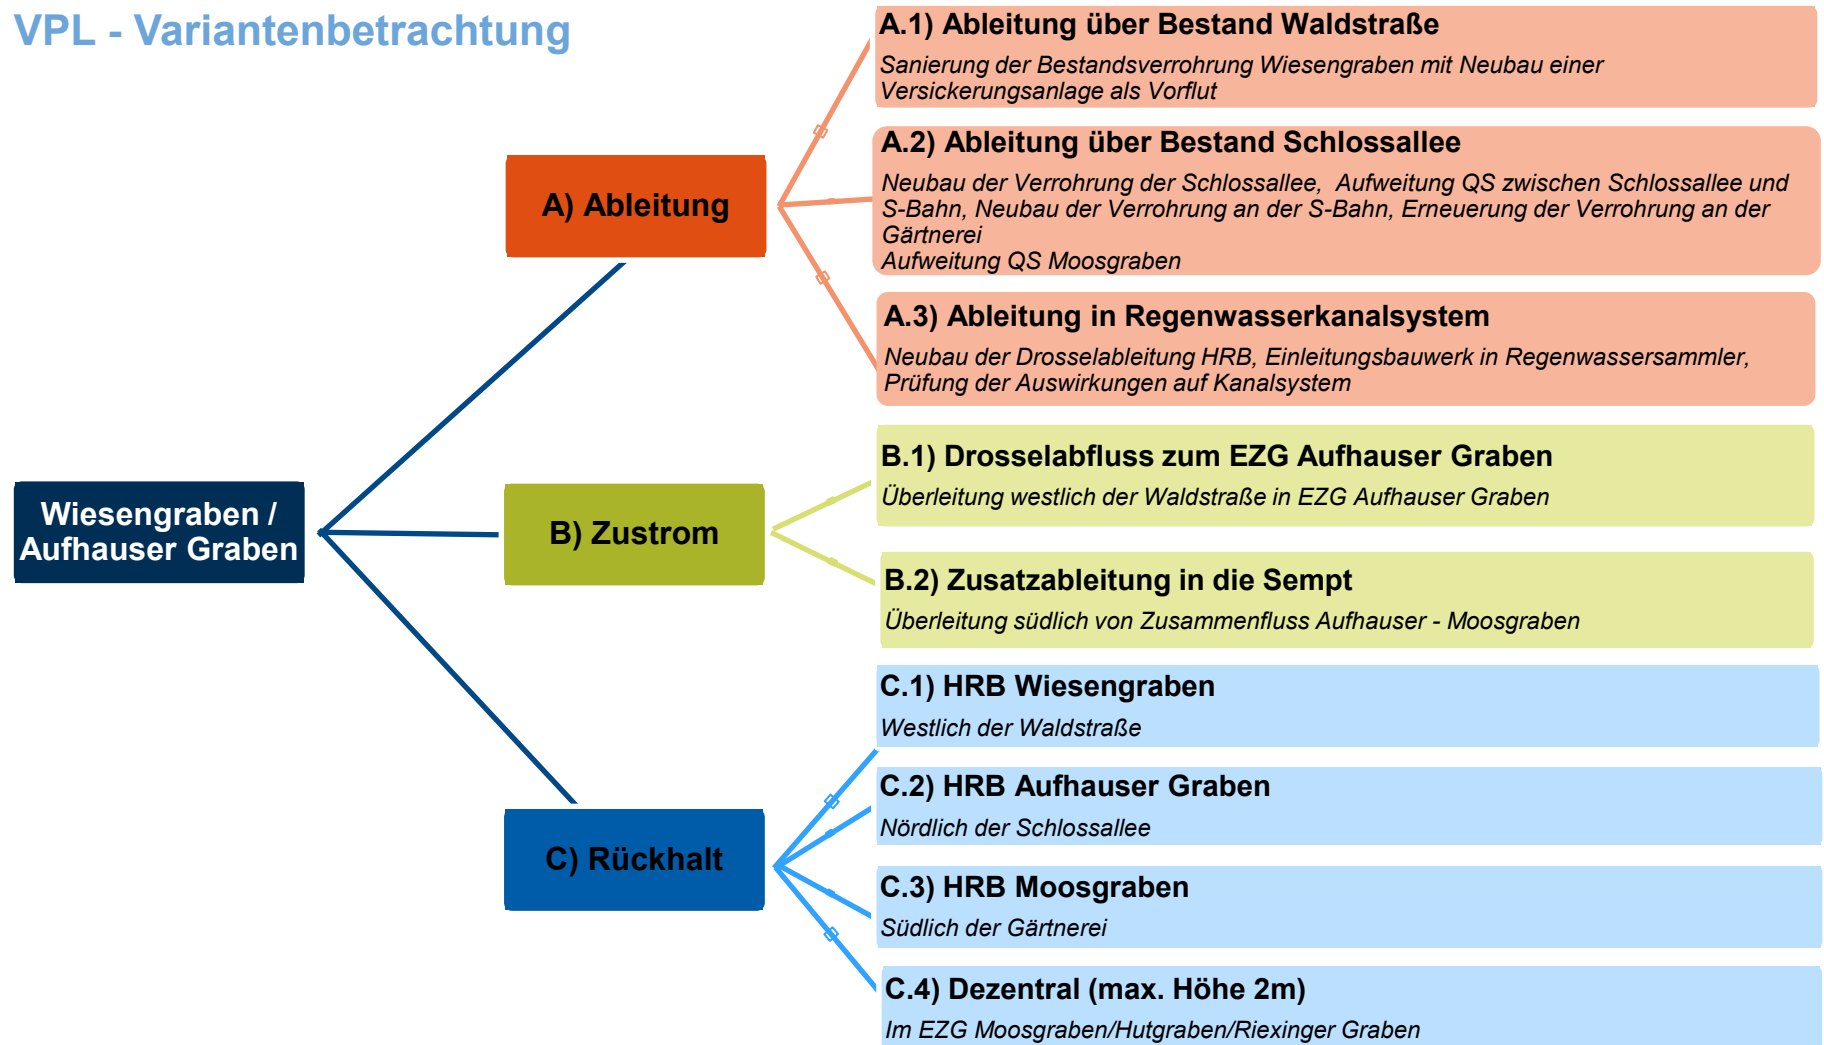 VPL - Variantenbetrachtung
A.1) Ableitung über Bestand Waldstraße
Sanierung der Bestandsverrohrung Wiesengraben mit Neubau einer
Versickerungsanlage als Vorflut
A.2) Ableitung über Bestand Schlossallee
Neubau der Verrohrung der Schlossallee, Aufweitung QS zwischen Schlossallee und
S-Bahn, Neubau der Verrohrung an der S-Bahn, Erneuerung der Verrohrung an der
Gärtnerei
Aufweitung QS Moosgraben
A) Ableitung
A.3) Ableitung in Regenwasserkanalsystem
Neubau der Drosselableitung HRB, Einleitungsbauwerk in Regenwassersammler,
Prüfung der Auswirkungen auf Kanalsystem
B.1) Drosselabfluss zum EZG Aufhauser Graben
Überleitung westlich der Waldstraße in EZG Aufhauser Graben
Wiesengraben /
Aufhauser Graben
B) Zustrom
B.2) Zusatzableitung in die Sempt
Überleitung südlich von Zusammenfluss Aufhauser - Moosgraben
C.1) HRB Wiesengraben
Westlich der Waldstraße
C.2) HRB Aufhauser Graben
Nördlich der Schlossallee
C) Rückhalt
C.3) HRB Moosgraben
Südlich der Gärtnerei
C.4) Dezentral (max. Höhe 2m)
Im EZG Moosgraben/Hutgraben/Riexinger Graben